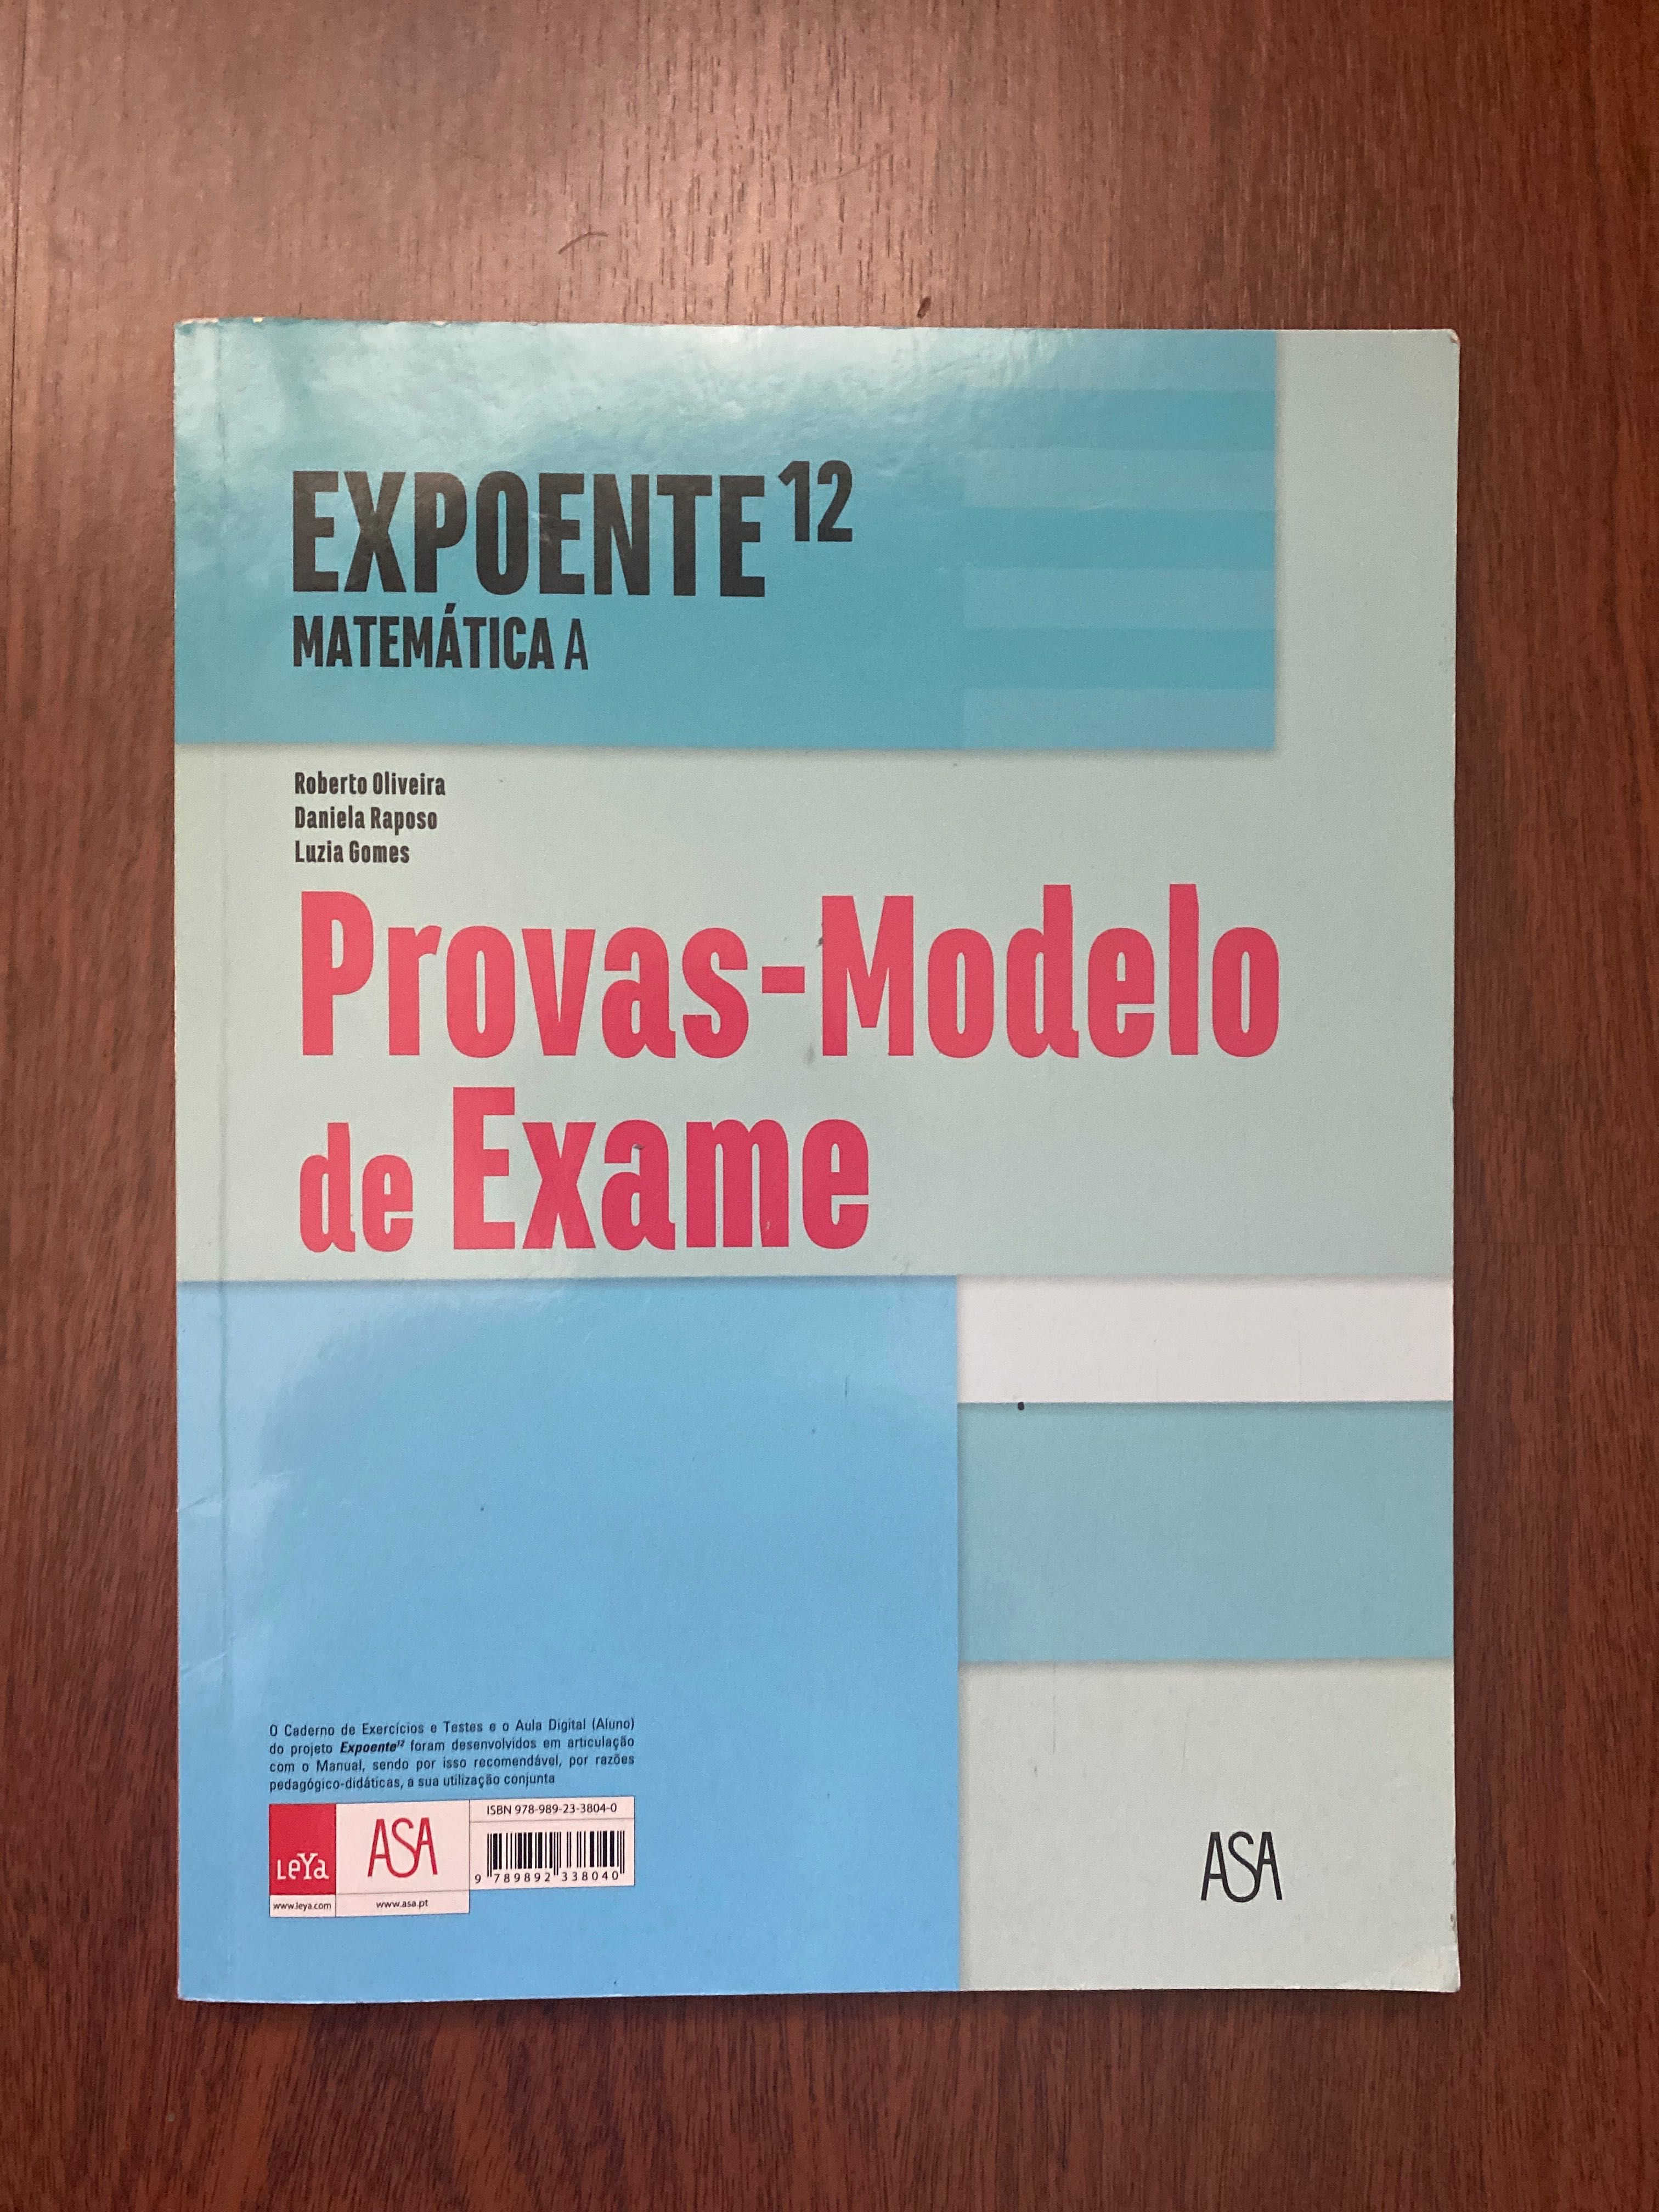 EXPOENTE12
MATEMÁTICA A
Roberto Oliveira
Daniela Raposo
Luzia Gomes
Provas-Modelo
de Exame
O Caderno de Exercícios e Testes e o Aula Digital (Aluno)
do projeto Expoente12 foram desenvolvidos em articulação
com o Manual, sendo por isso recomendável, por razões
pedagógico-didáticas, a sua utilização conjunta
LeYa
www.leya.com
ASA
www.asa.pt
ISBN 978-989-23-3804-0
9 789892 338040
ASA